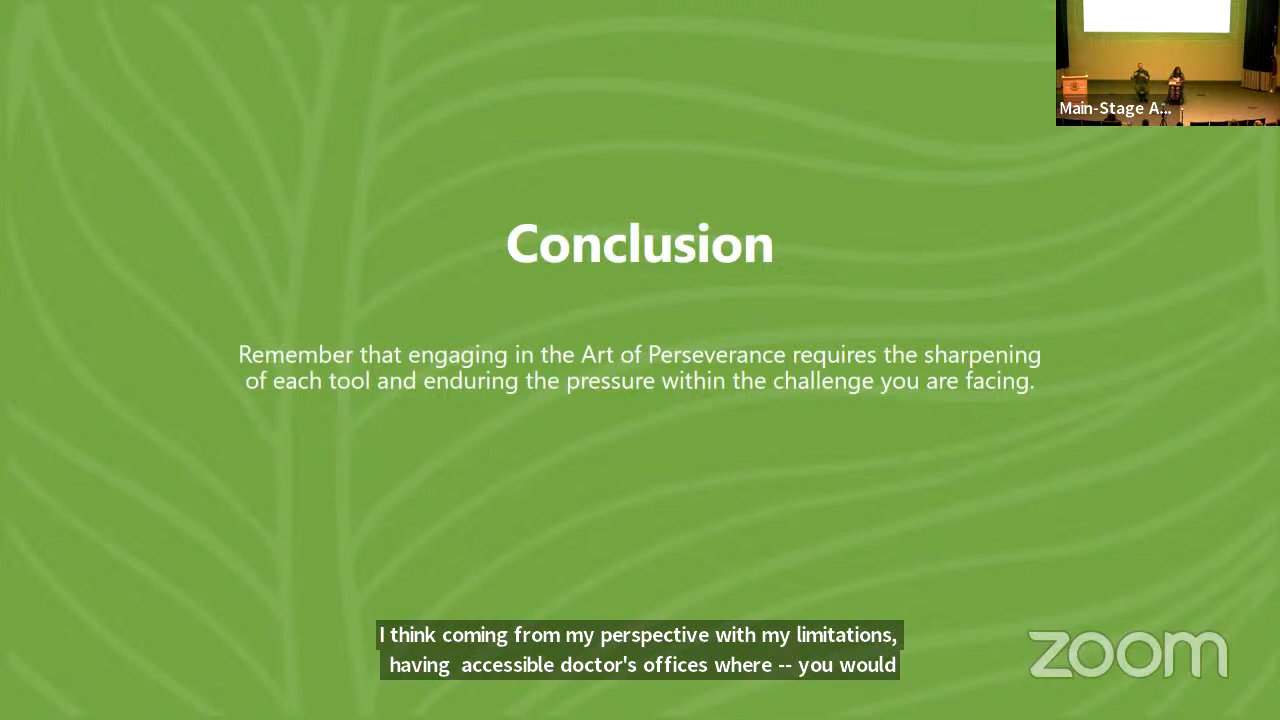 Main-Stage A...
Conclusion
Remember that engaging in the Art of Perseverance requires the sharpening
of each tool and enduring the pressure within the challenge you are facing.
I think coming from my perspective with my limitations,
having  accessible doctor's offices where -- you would
zoom